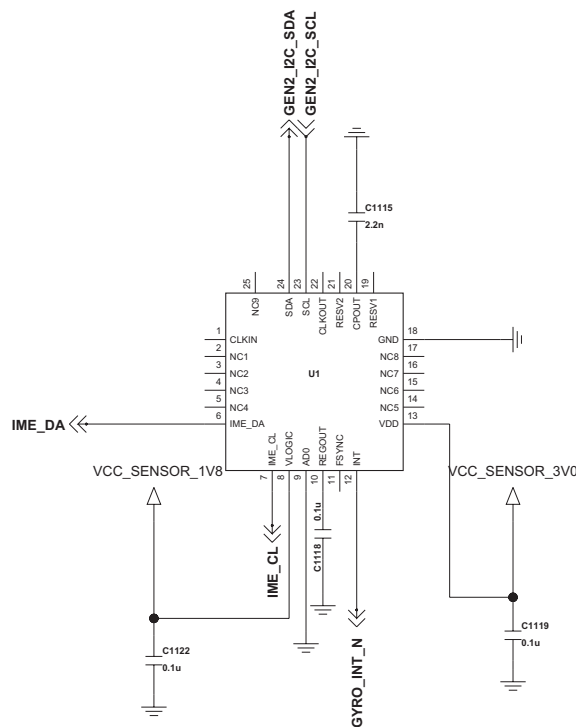 GEN2_I2C_SDA
GEN2_I2C_SCL
C1115
2.2n
25
24
23
22
21
20
19
NC9
SDA
SCL
CLKOUT
RESV2
CPOUT
RESV1
1
CLKIN
2
NC1
3
NC2
4
NC3
5
NC4
6
IME_DA
U1
18
GND
17
NC8
16
NC7
15
NC6
14
NC5
13
VDD
IME_DA
IME_CL
VLOGIC
AD0
REGOUT
FSYNC
INT
7
8
9
10
11
12
VCC_SENSOR_1V8
VCC_SENSOR_3V0
0.1u
C1118
IME_CL
GYRO_INT_N
C1122
0.1u
C1119
0.1u